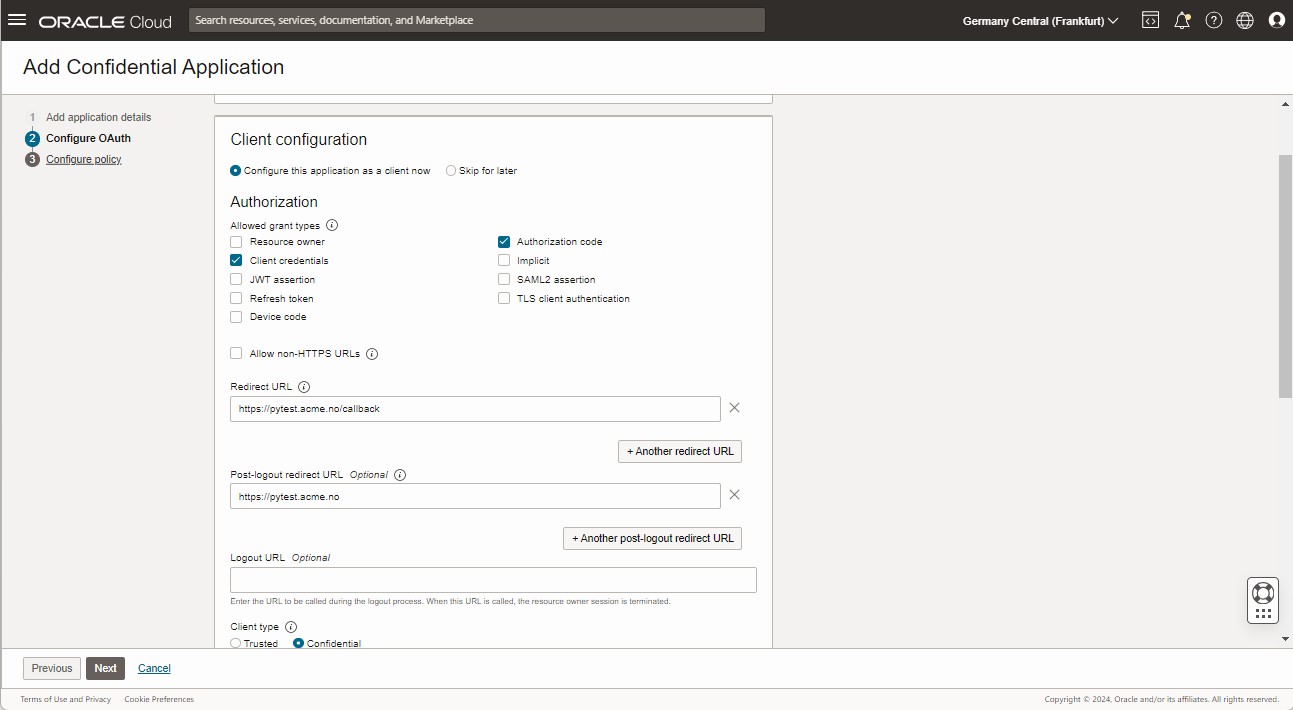 ORACLE Cloud
Search resources, services, documentation, and Marketplace
Germany Central (Frankfurt)
Add Confidential Application
1 Add application details
2 Configure OAuth
3 Configure policy
Client configuration
Configure this application as a client now Skip for later
Authorization
Allowed grant types
Resource owner Authorization code
Client credentials Implicit
JWT assertion SAML2 assertion
Refresh token TLS client authentication
Device code
Allow non-HTTPS URLs
Redirect URL
https://pytest.acme.no/callback
+ Another redirect URL
Post-logout redirect URL Optional
https://pytest.acme.no
+ Another post-logout redirect URL
Logout URL Optional
Enter the URL to be called during the logout process. When this URL is called, the resource owner session is terminated.
Client type
Trusted Confidential
Previous Next Cancel
Terms of Use and Privacy Cookie Preferences Copyright © 2024, Oracle and/or its affiliates. All rights reserved.